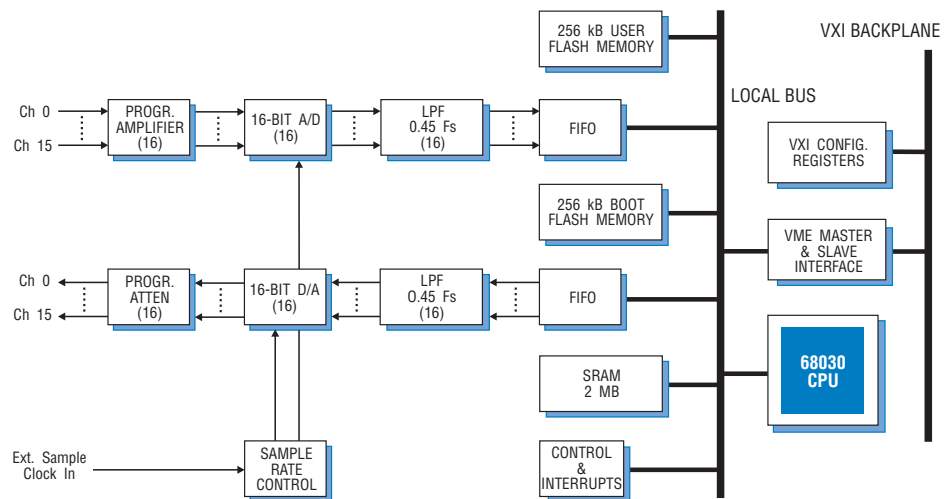 256 kB USER
FLASH MEMORY
VXI BACKPLANE
LOCAL BUS
Ch 0
Ch 15
PROGR.
AMPLIFIER
(16)
16-BIT A/D
(16)
LPF
0.45 Fs
(16)
FIFO
VXI CONFIG.
REGISTERS
256 kB BOOT
FLASH MEMORY
VME MASTER
& SLAVE
INTERFACE
Ch 0
Ch 15
PROGR.
ATTEN
(16)
16-BIT D/A
(16)
LPF
0.45 Fs
(16)
FIFO
68030
CPU
SRAM
2 MB
Ext. Sample
Clock In
SAMPLE
RATE
CONTROL
CONTROL
&
INTERRUPTS